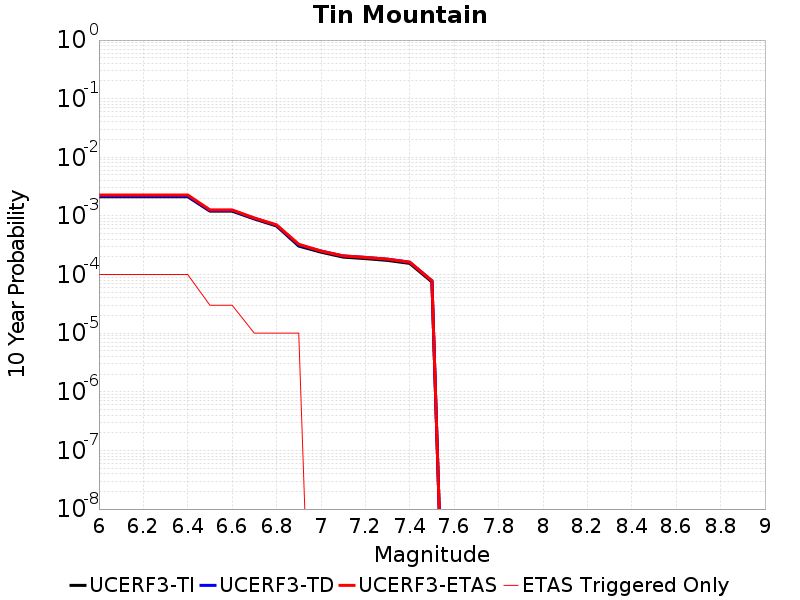 Tin Mountain
10 Year Probability
10^0
10^-1
10^-2
10^-3
10^-4
10^-5
10^-6
10^-7
10^-8
6 6.2 6.4 6.6 6.8 7 7.2 7.4 7.6 7.8 8 8.2 8.4 8.6 8.8 9
Magnitude
UCERF3-TI UCERF3-TD UCERF3-ETAS ETAS Triggered Only